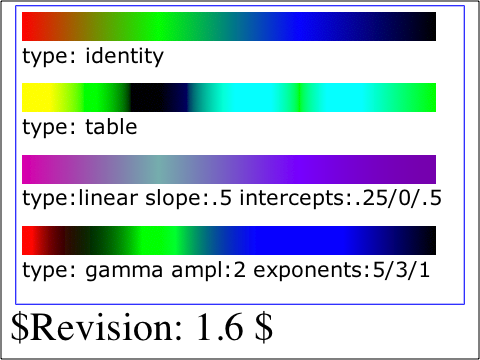 type: identity
type: table
type:linear slope:.5 intercepts:.25/0/.5
type: gamma ampl:2 exponents:5/3/1
$Revision: 1.6 $